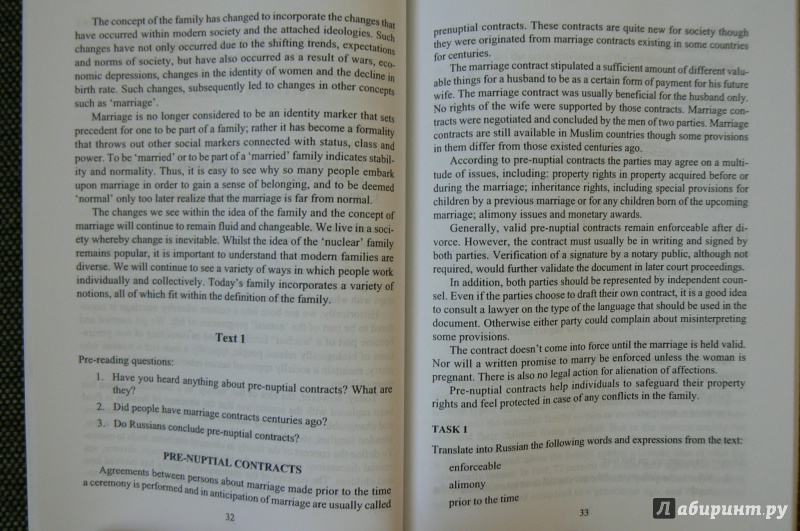 The concept of the family has changed to incorporate the changes that
have occurred within modern society and the attached ideologies. Such
changes have not only occurred due to the shifting trends, expectations
and norms of society, but have also occurred as a result of wars, eco-
nomic depressions, changes in the identity of women and the decline in
birth rate. Such changes, subsequently led to changes in other concepts
such as ‘marriage’.
Marriage is no longer considered to be an identity marker that sets
precedent for one to be part of a family; rather it has become a formality
that throws out other social markers connected with status, class and
power. To be ‘married’ or to be part of a ‘married’ family indicates stabil-
ity and normality. Thus, it is easy to see why so many people embark
upon marriage in order to gain a sense of belonging, and to be deemed
‘normal’ only too later realize that the marriage is far from normal.
The changes we see within the idea of the family and the concept of
marriage will continue to remain fluid and changeable. We live in a soci-
ety whereby change is inevitable. Whilst the idea of the ‘nuclear’ family
remains popular, it is important to understand that modern families are
diverse. We will continue to see a variety of ways in which people work
individually and collectively. Today’s family incorporates a variety of
notions, all of which fit within the definition of the family.
Text 1
Pre-reading questions:
1. Have you heard anything about pre-nuptial contracts? What are
they?
2. Did people have marriage contracts centuries ago?
3. Do Russians conclude pre-nuptial contracts?
PRE-NUPTIAL CONTRACTS
Agreements between persons about marriage made prior to the time
a ceremony is performed and in anticipation of marriage are usually called
32
prenuptial contracts. These contracts are quite new for society though
they were originated from marriage contracts existing in some countries
for centuries.
The marriage contract stipulated a sufficient amount of different valu-
able things for a husband to be as a certain form of payment for his future
wife. The marriage contract was usually beneficial for the husband only.
No rights of the wife were supported by those contracts. Marriage con-
tracts were negotiated and concluded by the men of two parties. Marriage
contracts are still available in Muslim countries though some provisions
in them differ from those existed centuries ago.
According to pre-nuptial contracts the parties may agree on a multi-
tude of issues, including: property rights in property acquired before or
during the marriage; inheritance rights, including special provisions for
children by a previous marriage or for any children born of the upcoming
marriage; alimony issues and monetary awards.
Generally, valid pre-nuptial contracts remain enforceable after di-
vorce. However, the contract must usually be in writing and signed by
both parties. Verification of a signature by a notary public, although not
required, would further validate the document in later court proceedings.
In addition, both parties should be represented by independent coun-
sel. Even if the parties choose to draft their own contract, it is a good idea
to consult a lawyer on the type of the language that should be used in the
document. Otherwise either party could complain about misinterpreting
some provisions.
The contract doesn’t come into force until the marriage is held valid.
Nor will a written promise to marry be enforced unless the woman is
pregnant. There is also no legal action for alienation of affections.
Pre-nuptial contracts help individuals to safeguard their property
rights and feel protected in case of any conflicts in the family.
TASK 1
Translate into Russian the following words and expressions from the text:
enforceable
alimony
prior to the time
33
Лабиринт.ру